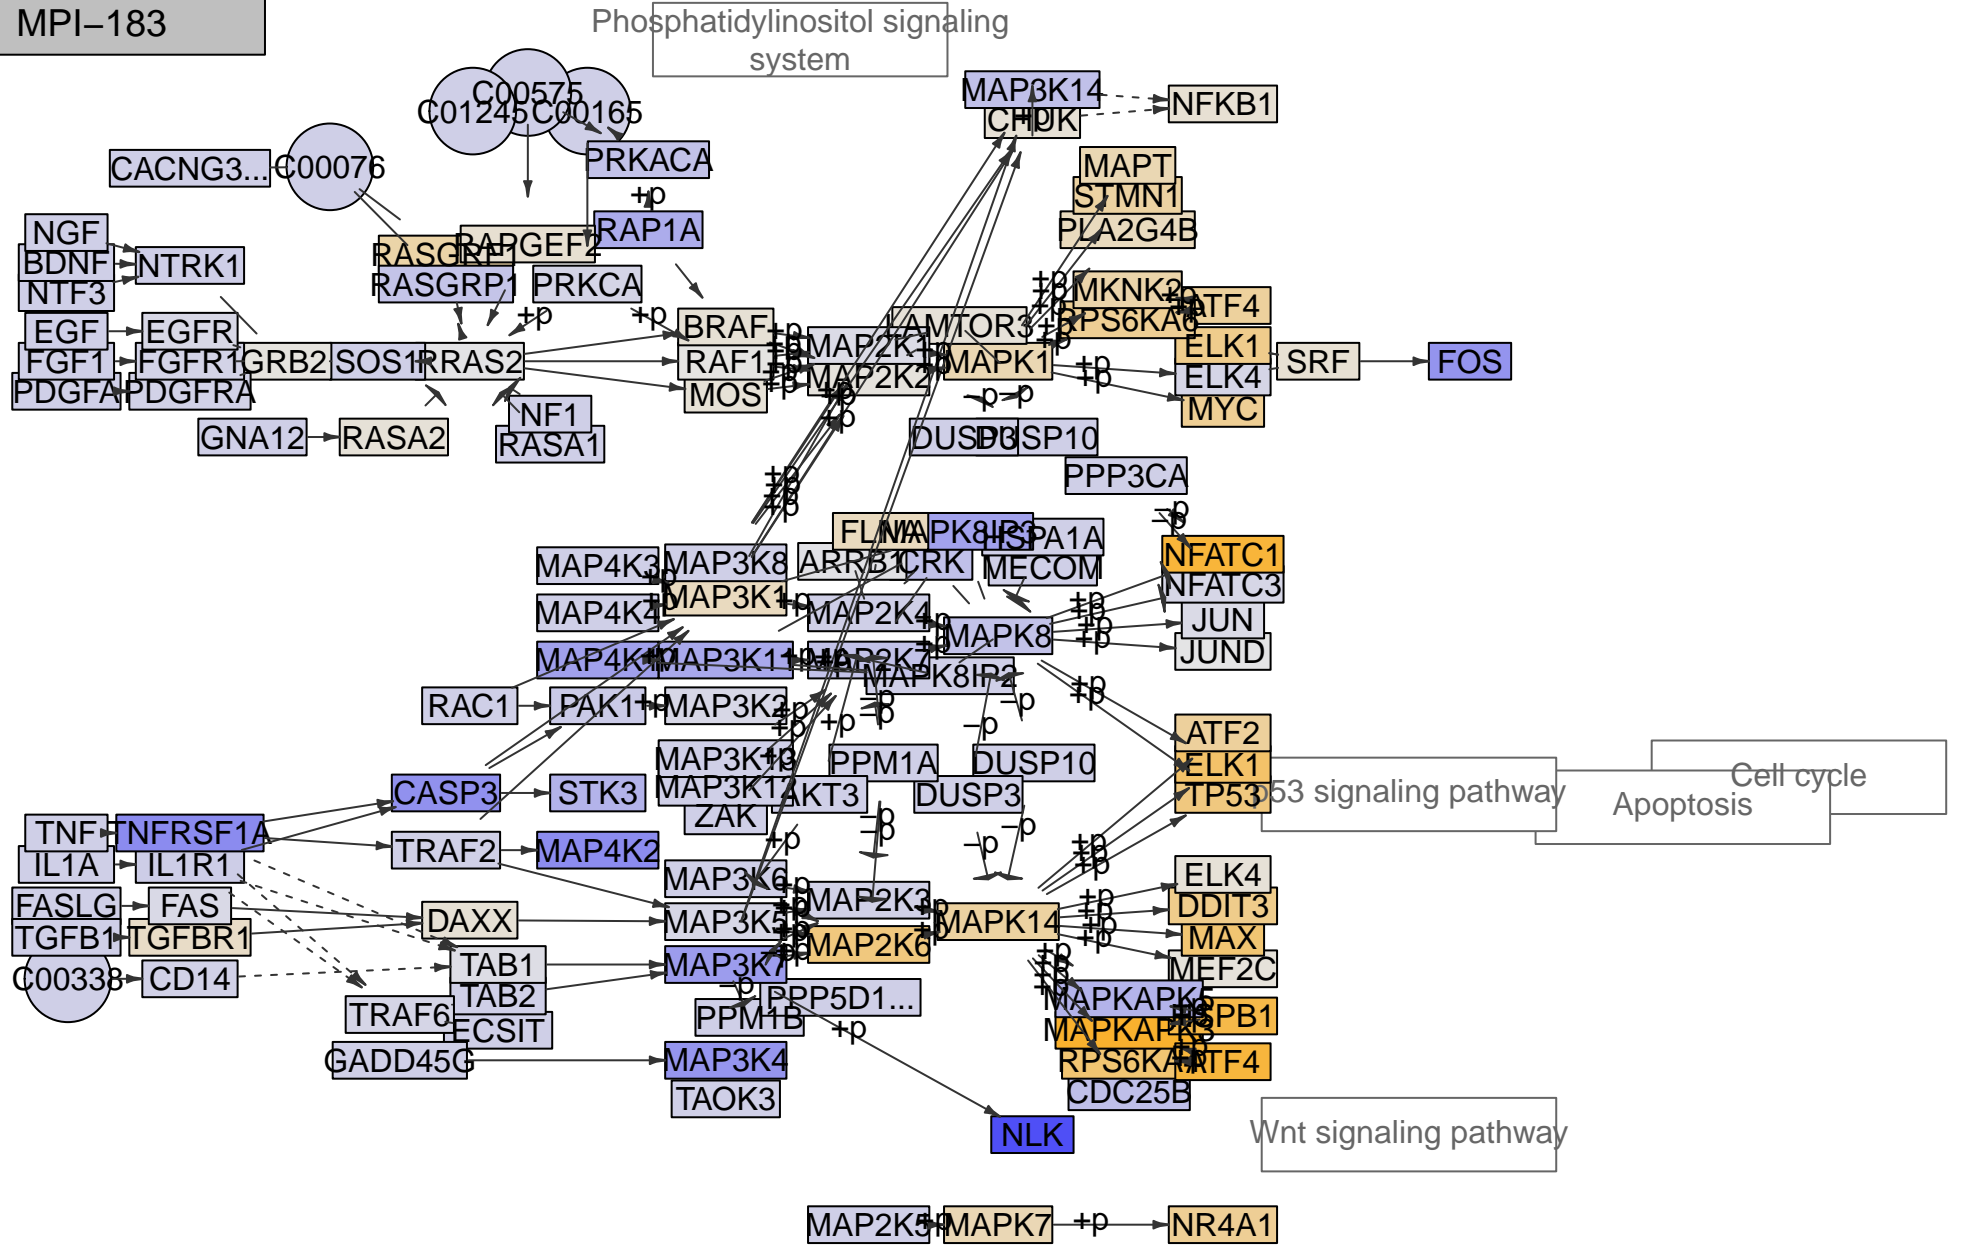 MPI–183
Phosphatidylinositol signaling
system
C00575
C01245
C00165
MAP3K14
NFKB1
CHUK
+p
PRKACA
CACNG3...
C00076
MAPT
STMN1
PLA2G4B
+p
RAP1A
NGF
BDNF
NTF3
NTRK1
RAPGEF2
RASGRP1
PRKCA
+p
+p
MKNK2
ATF4
RPS6KA6
EGF
EGFR
BRAF
LAMTOR3
MAP2K1
ELK1
FGF1
FGFR1
GRB2
SOS1
RRAS2
RAF1
MAPK1
SRF
FOS
PDGFA
PDGFRA
MOS
MAP2K2
ELK4
MYC
GNA12
RASA2
NF1
RASA1
DUSP3
DUSP10
PPP3CA
–p
–p
FLNA
MAPK8IP3
HSPA1A
NFATC1
MAP4K3
MAP3K8
ARRB1
CRK
MECOM
NFATC3
MAP4K4
MAP3K1
MAP2K4
MAPK8
JUN
MAP3K11
MAP2K7
MAPK8IP2
JUND
RAC1
PAK1
+p
MAP3K2
+p
–p
–p
ATF2
MAP3K13
PPM1A
DUSP10
ELK1
MAP3K12
AKT3
DUSP3
TP53
p53 signaling pathway
Cell cycle
Apoptosis
CASP3
STK3
ZAK
TNF
TNFRSF1A
TRAF2
MAP4K2
IL1A
IL1R1
MAP3K6
ELK4
FASLG
FAS
DAXX
MAP3K5
MAP2K3
MAPK14
DDIT3
TGFB1
TGFBR1
MAP2K6
MAX
C00338
CD14
TAB1
MAP3K7
MEF2C
TAB2
PPP5D1...
TRAF6
ECSIT
PPM1B
+p
MAPKAPK3
GADD45G
MAP3K4
ATF4
TAOK3
CDC25B
NLK
Wnt signaling pathway
MAP2K5
+p
MAPK7
+p
NR4A1